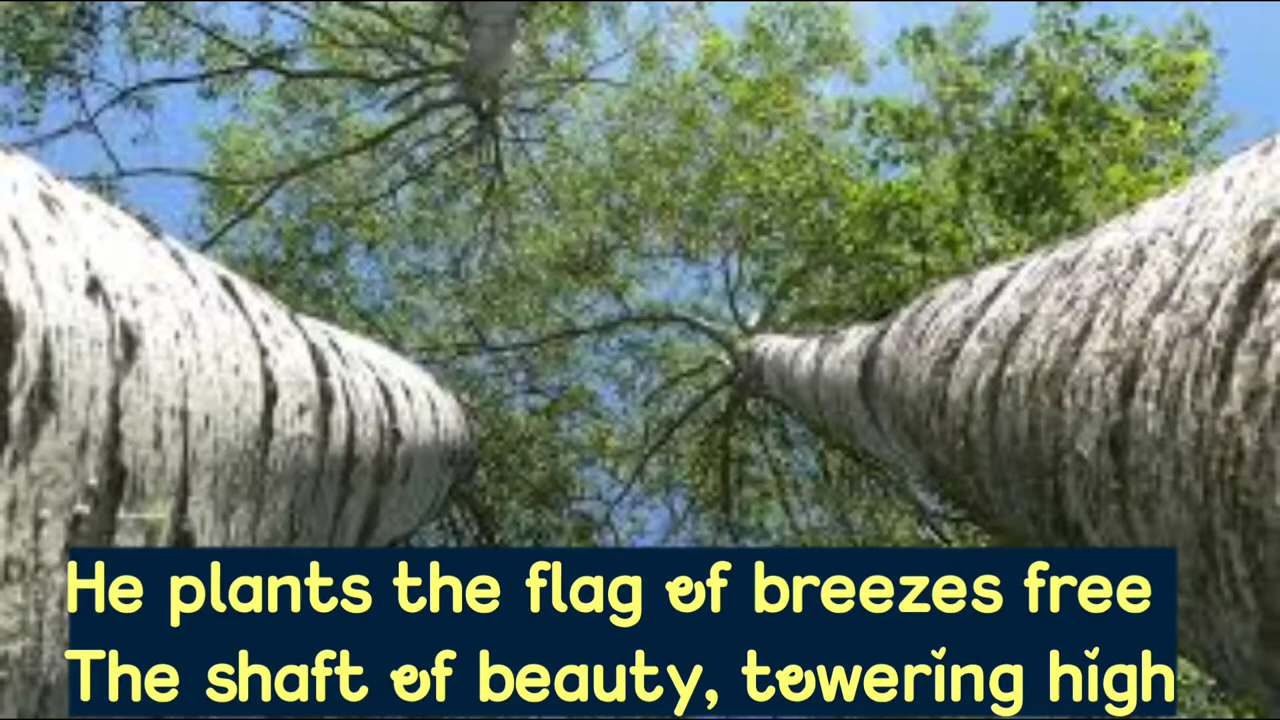 He plants the flag of breezes free
The shaft of beauty, towering high